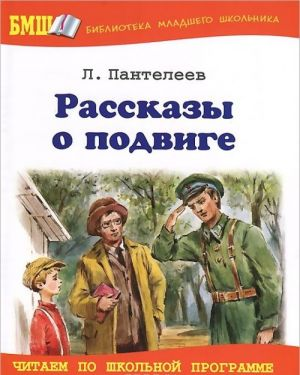 БМШ
БИБЛИОТЕКА МЛАДШЕГО ШКОЛЬНИКА
Л. Пантелеев
Рассказы
о подвиге
ЧИТАЕМ ПО ШКОЛЬНОЙ ПРОГРАММЕ